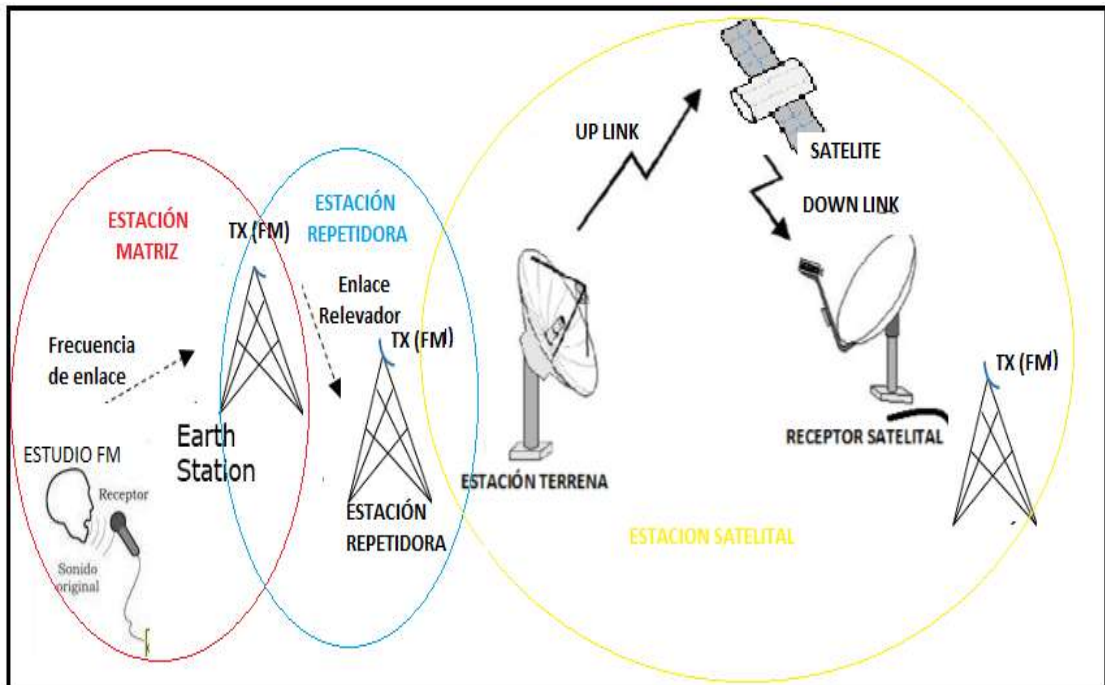 ESTACIÓN
MATRIZ
TX (FM)
Frecuencia
de enlace
Earth
Station
ESTUDIO FM
Receptor
Sonido
original
ESTACIÓN
REPETIDORA
Enlace
Relevador
TX (FM)
ESTACIÓN
REPETIDORA
UP LINK
SATELITE
DOWN LINK
ESTACIÓN TERRENA
RECEPTOR SATELITAL
TX (FM)
ESTACION SATELITAL